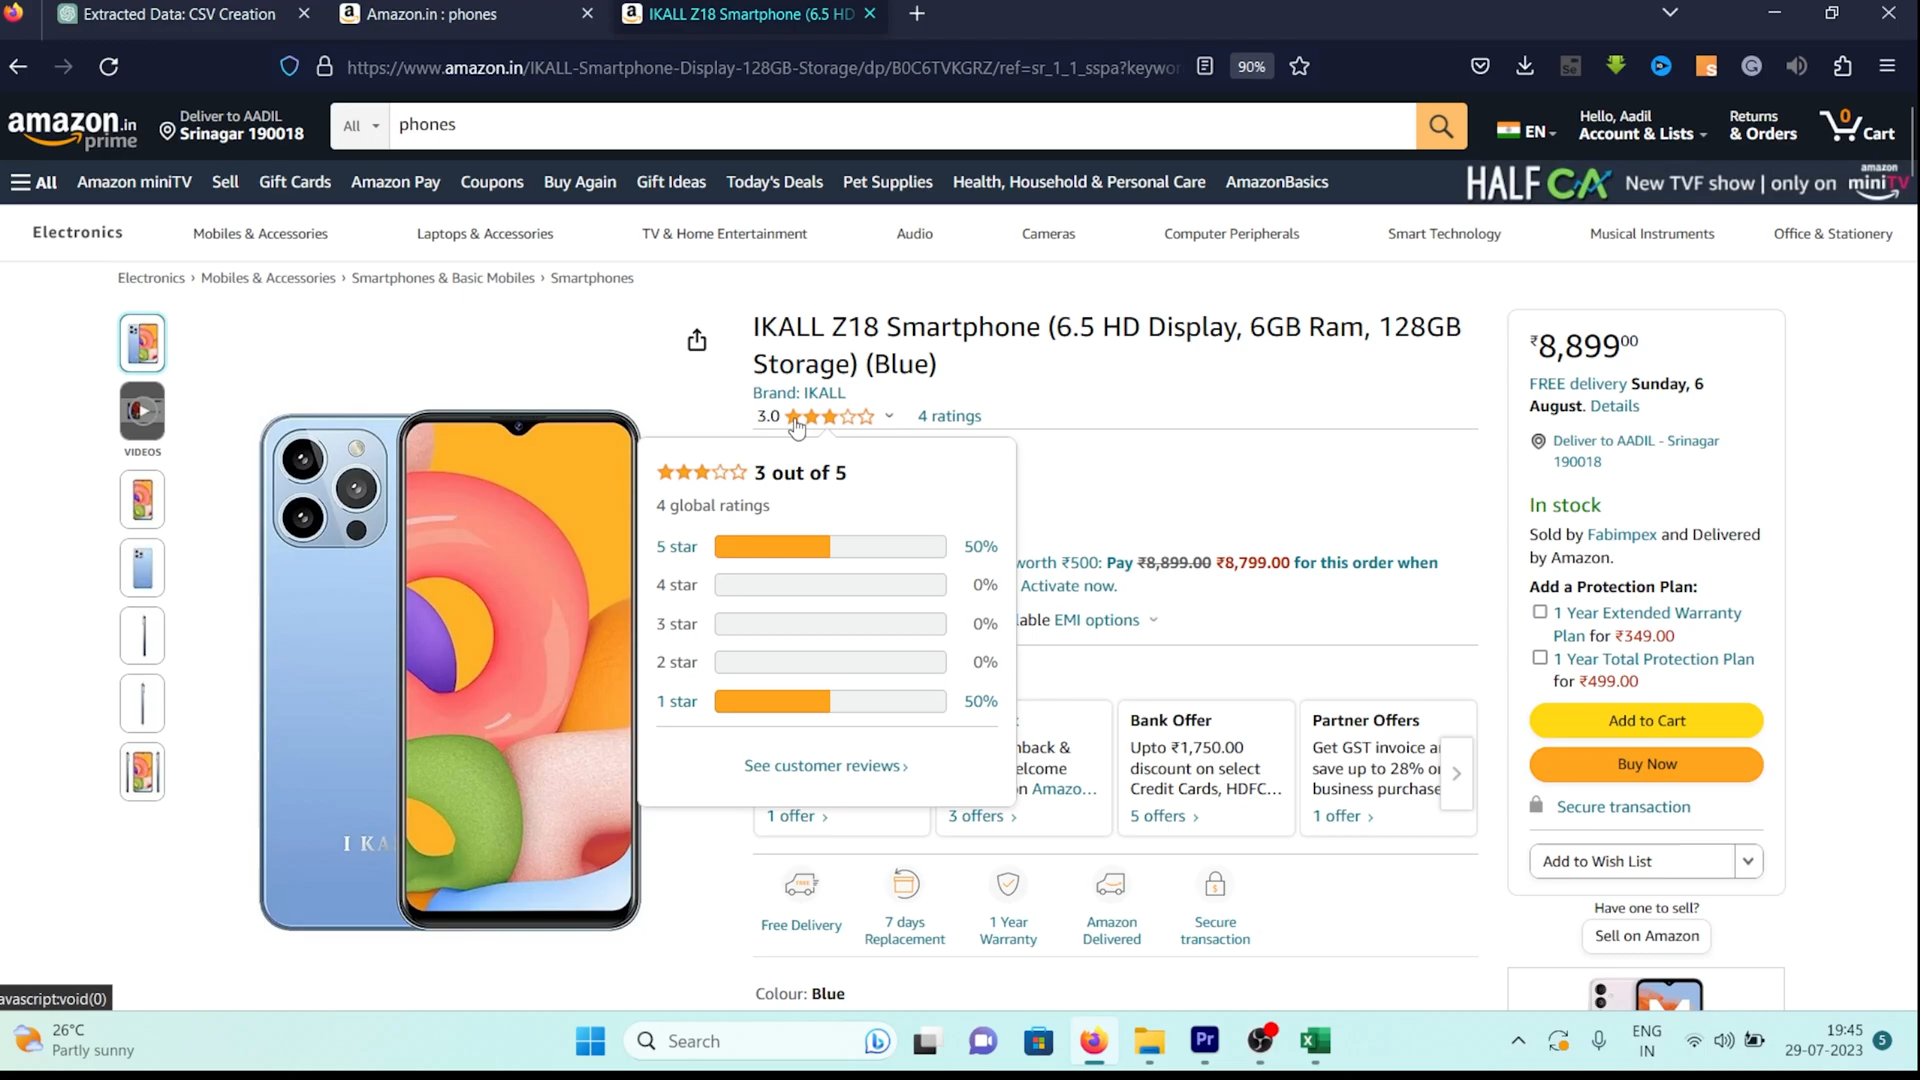 Extracted Data: CSV Creation
Amazon.in : phones
IKALL Z18 Smartphone (6.5 HD
https://www.amazon.in/IKALL-Smartphone-Display-128GB-Storage/dp/B0C6TVKGRZ/ref=sr_1_1_sspa?keywor
90%
amazon.in
prime
Deliver to AADIL
Srinagar 190018
All
phones
EN
Hello, Aadil
Account & Lists
Returns
& Orders
0
Cart
All
Amazon miniTV
Sell
Gift Cards
Amazon Pay
Coupons
Buy Again
Gift Ideas
Today's Deals
Pet Supplies
Health, Household & Personal Care
AmazonBasics
HALF CA
New TVF show | only on
amazon
miniTV
Electronics
Mobiles & Accessories
Laptops & Accessories
TV & Home Entertainment
Audio
Cameras
Computer Peripherals
Smart Technology
Musical Instruments
Office & Stationery
Electronics › Mobiles & Accessories › Smartphones & Basic Mobiles › Smartphones
VIDEOS
I KA
IKALL Z18 Smartphone (6.5 HD Display, 6GB Ram, 128GB
Storage) (Blue)
Brand: IKALL
3.0
4 ratings
3 out of 5
4 global ratings
5 star 50%
4 star 0%
3 star 0%
2 star 0%
1 star 50%
See customer reviews ›
worth ₹500: Pay ₹8,899.00 ₹8,799.00 for this order when
Activate now.
lable EMI options
nback &
elcome
on Amazo...
Bank Offer
Upto ₹1,750.00
discount on select
Credit Cards, HDFC...
Partner Offers
Get GST invoice a
save up to 28% o
business purchase
1 offer ›
3 offers ›
5 offers ›
1 offer ›
Free Delivery
7 days
Replacement
1 Year
Warranty
Amazon
Delivered
Secure
transaction
Colour: Blue
₹8,89900
FREE delivery Sunday, 6
August. Details
Deliver to AADIL - Srinagar
190018
In stock
Sold by Fabimpex and Delivered
by Amazon.
Add a Protection Plan:
1 Year Extended Warranty
Plan for ₹349.00
1 Year Total Protection Plan
for ₹499.00
Add to Cart
Buy Now
Secure transaction
Add to Wish List
Have one to sell?
Sell on Amazon
avascript:void(0)
26°C
Partly sunny
Search
Pr
ENG
IN
19:45
29-07-2023
5